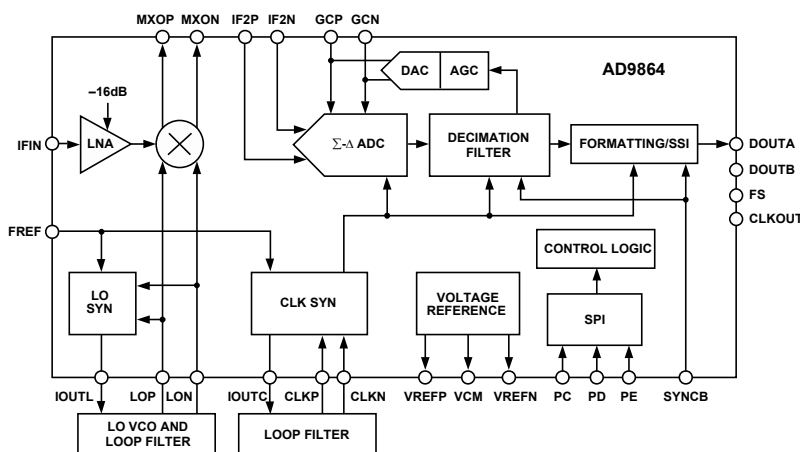 MXOP MXON IF2P IF2N GCP GCN
DAC AGC
AD9864
–16dB
IFIN
LNA
Σ-Δ ADC
DECIMATION
FILTER
FORMATTING/SSI
DOUTA
DOUTB
FS
CLKOUT
FREF
LO
SYN
CLK SYN
VOLTAGE
REFERENCE
CONTROL LOGIC
SPI
IOUTL LOP LON IOUTC CLKP CLKN VREFP VCM VREFN PC PD PE SYNCB
LO VCO AND
LOOP FILTER
LOOP FILTER